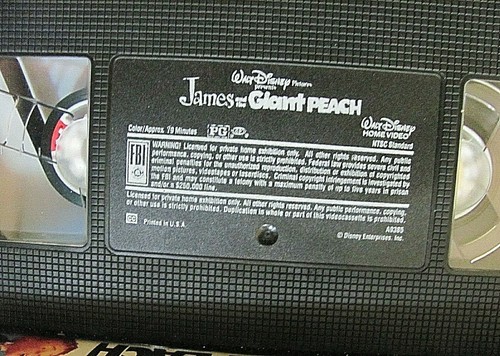 Walt Disney Pictures
presents
James and the Giant PEACH
Walt Disney
HOME VIDEO
Color/Approx. 79 Minutes PG
NTSC Standard
FBI
WARNING! Licensed for private home exhibition only. All other rights reserved. Any public
performance, copying, or other use is strictly prohibited. Federal law provides severe civil and
criminal penalties for the unauthorized reproduction, distribution or exhibition of copyrighted
motion pictures, videotapes or laserdiscs. Criminal copyright infringement is investigated by
the FBI and may constitute a felony with a maximum penalty of up to five years in prison
and/or a $250,000 fine.
Licensed for private home exhibition only. All other rights reserved. Any public performance, copying,
or other use is strictly prohibited. Duplication in whole or part of this videocassette is prohibited.
CC Printed in U.S.A.
A9385
© Disney Enterprises, Inc.